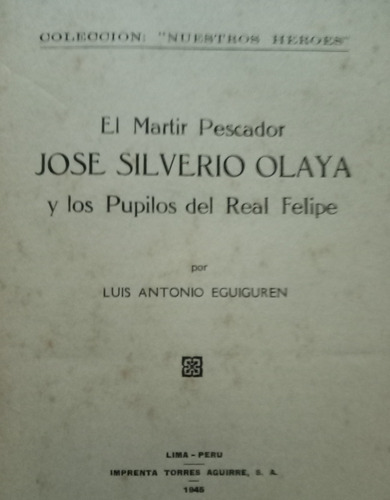 COLECCION: "NUESTROS HEROES"
El Martir Pescador
JOSE SILVERIO OLAYA
y los Pupilos del Real Felipe
por
LUIS ANTONIO EGUIGUREN
LIMA - PERU
IMPRENTA TORRES AGUIRRE, S. A.
1945